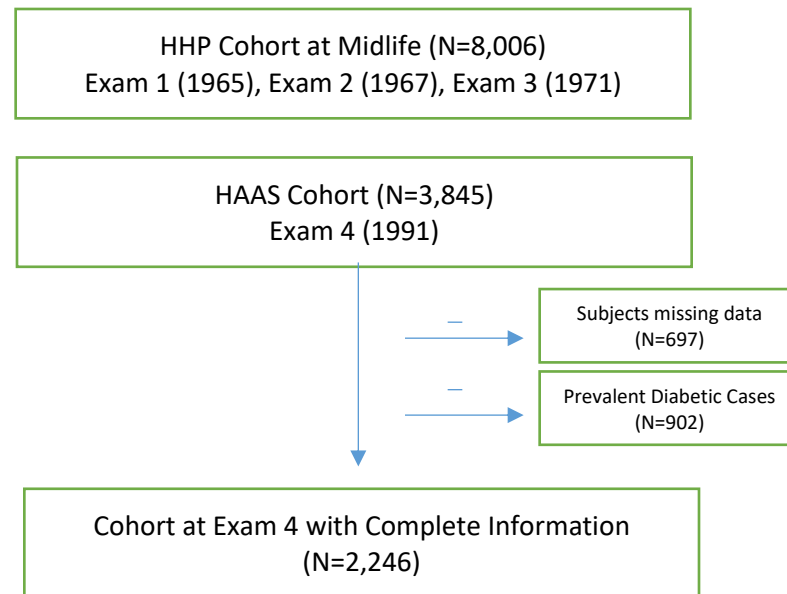 HHP Cohort at Midlife (N=8,006)
Exam 1 (1965), Exam 2 (1967), Exam 3 (1971)
HAAS Cohort (N=3,845)
Exam 4 (1991)
_
Subjects missing data
(N=697)
_
Prevalent Diabetic Cases
(N=902)
Cohort at Exam 4 with Complete Information
(N=2,246)